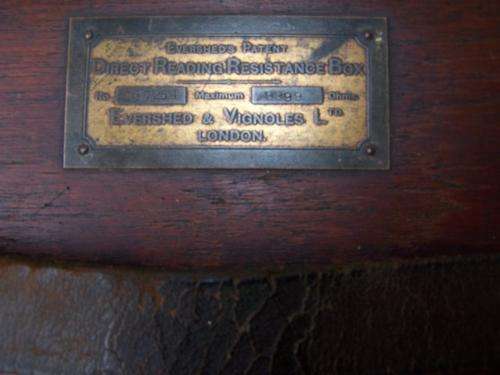 Evershed's Patent
Direct Reading Resistance Box
No Maximum Ohms.
Evershed & Vignoles, LTD.
London.